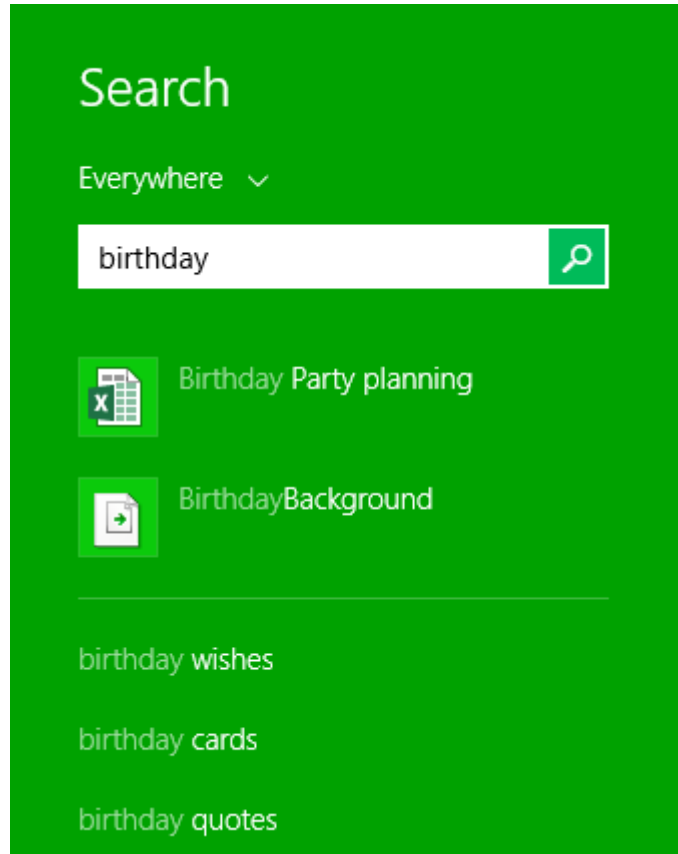 Search
Everywhere
birthday
Birthday Party planning
BirthdayBackground
birthday wishes
birthday cards
birthday quotes